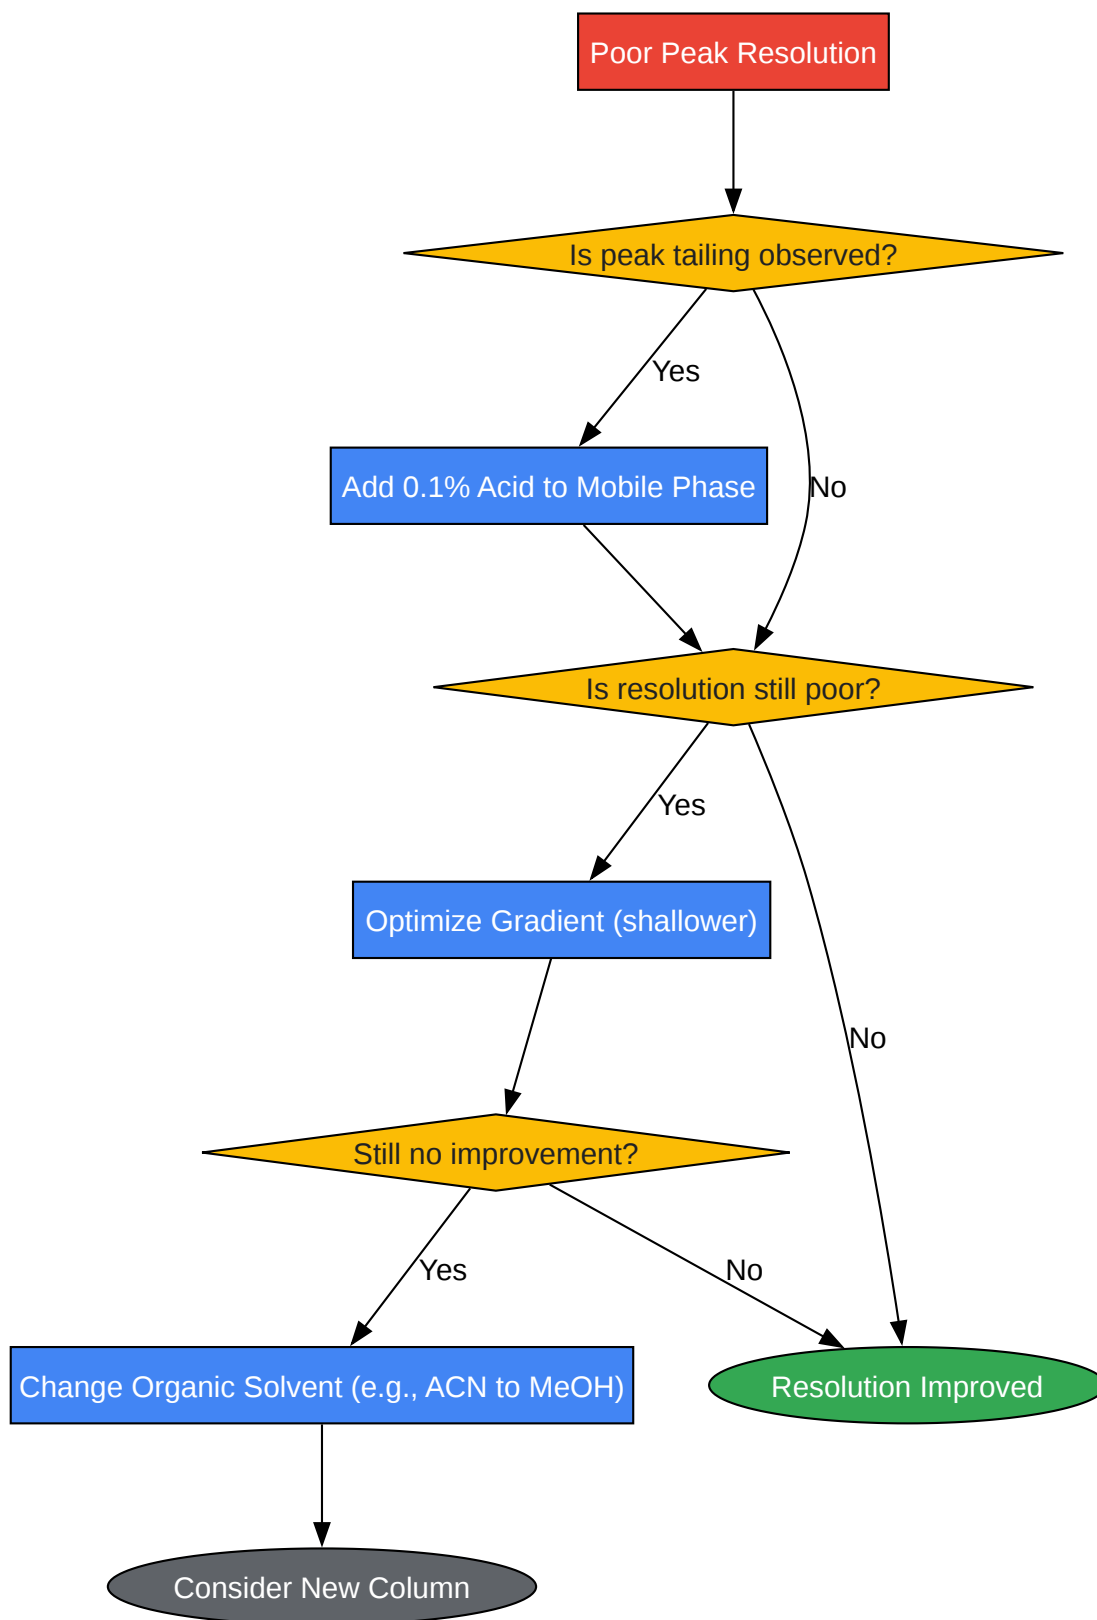 Poor Peak Resolution
Is peak tailing observed?
Yes
Add 0.1% Acid to Mobile Phase
No
Is resolution still poor?
Yes
Optimize Gradient (shallower)
No
Still no improvement?
Yes
No
Change Organic Solvent (e.g., ACN to MeOH)
Resolution Improved
Consider New Column